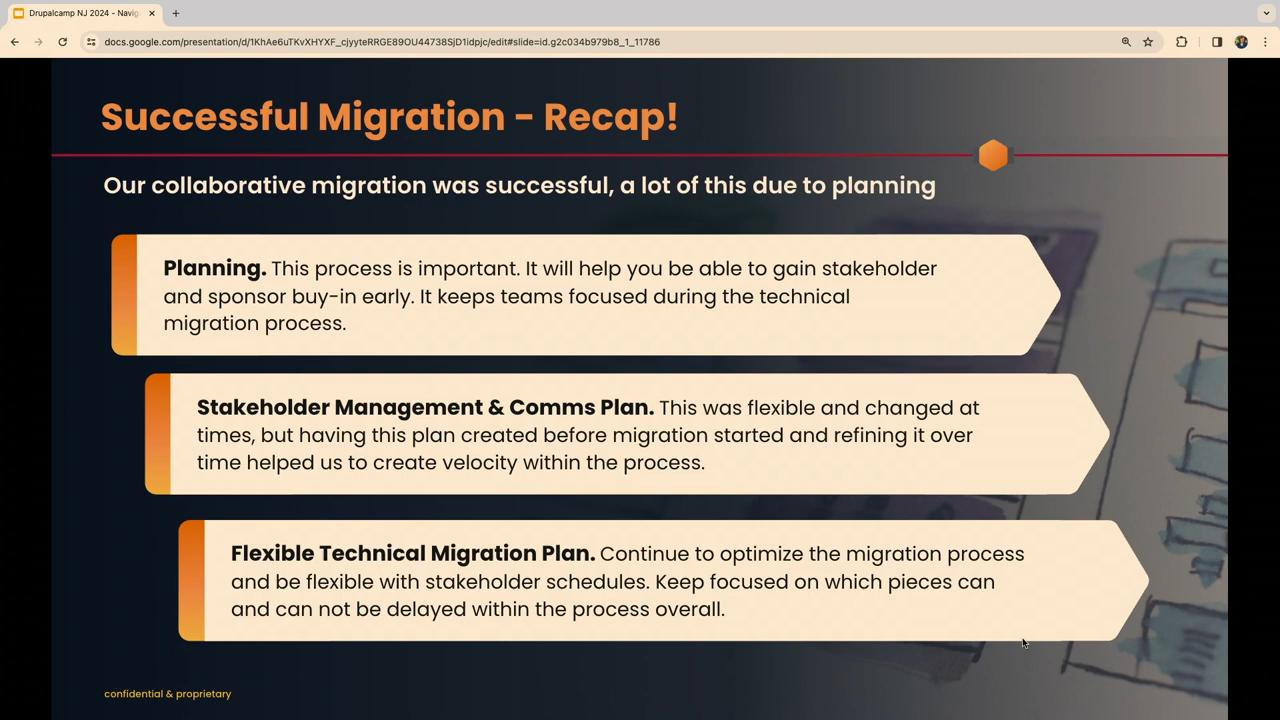 Drupalcamp NJ 2024 - Navig
docs.google.com/presentation/d/1KhAe6uTKvXHYXF_cjyyteRRGE89OU44738SjD1idpjc/edit#slide=id.g2c034b979b8_1_11786
Successful Migration - Recap!
Our collaborative migration was successful, a lot of this due to planning
Planning. This process is important. It will help you be able to gain stakeholder
and sponsor buy-in early. It keeps teams focused during the technical
migration process.
Stakeholder Management & Comms Plan. This was flexible and changed at
times, but having this plan created before migration started and refining it over
time helped us to create velocity within the process.
Flexible Technical Migration Plan. Continue to optimize the migration process
and be flexible with stakeholder schedules. Keep focused on which pieces can
and can not be delayed within the process overall.
confidential & proprietary